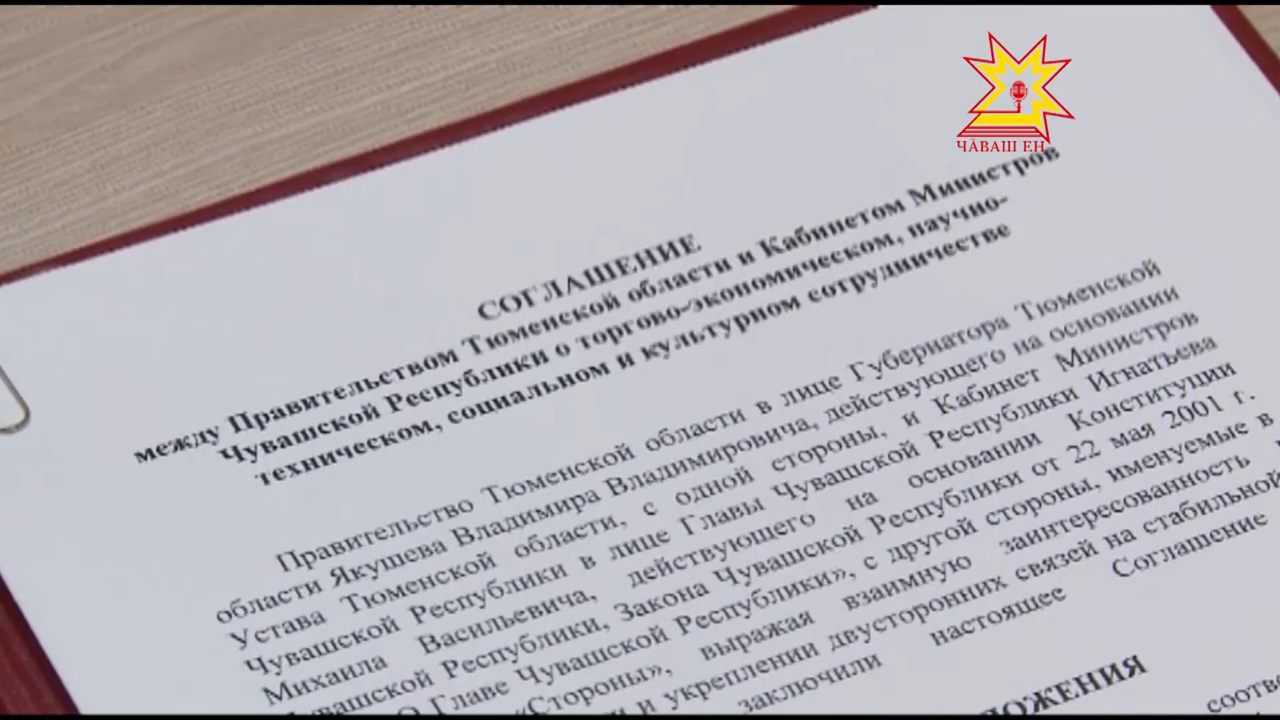 ЧӐВАШ ЕН
СОГЛАШЕНИЕ
между Правительством Тюменской области и Кабинетом Министров
Чувашской Республики о торгово-экономическом, научно-
техническом, социальном и культурном сотрудничестве
Правительство Тюменской области в лице Губернатора Тюменской
области Якушева Владимира Владимировича, действующего на основании
Устава Тюменской области, с одной стороны, и Кабинет Министров
Чувашской Республики в лице Главы Чувашской Республики Игнатьева
Михаила Васильевича, действующего на основании Конституции
Чувашской Республики, Закона Чувашской Республики от 22 мая 2001 г.
О Главе Чувашской Республики», с другой стороны, именуемые в
«Стороны», выражая взаимную заинтересованность
и укреплении двусторонних связей на стабильной
заключили настоящее Соглашение